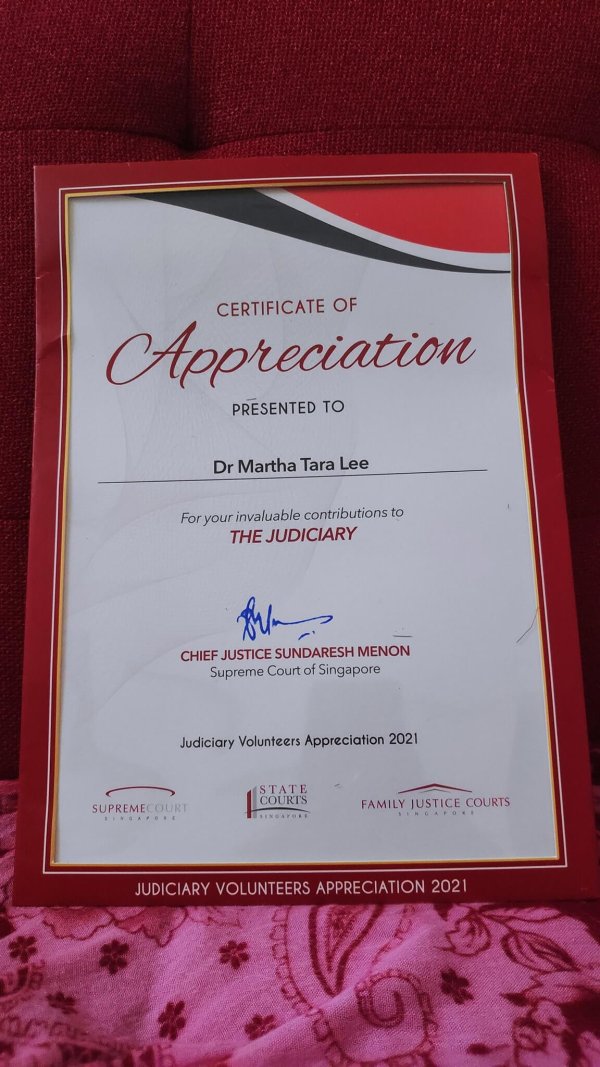 CERTIFICATE OF
Appreciation
PRESENTED TO
Dr Martha Tara Lee
For your invaluable contributions to
THE JUDICIARY
CHIEF JUSTICE SUNDARESH MENON
Supreme Court of Singapore
Judiciary Volunteers Appreciation 2021
SUPREMECOURT
SINGAPORE
STATE
COURTS
SINGAPORE
FAMILY JUSTICE COURTS
SINGAPORE
JUDICIARY VOLUNTEERS APPRECIATION 2021